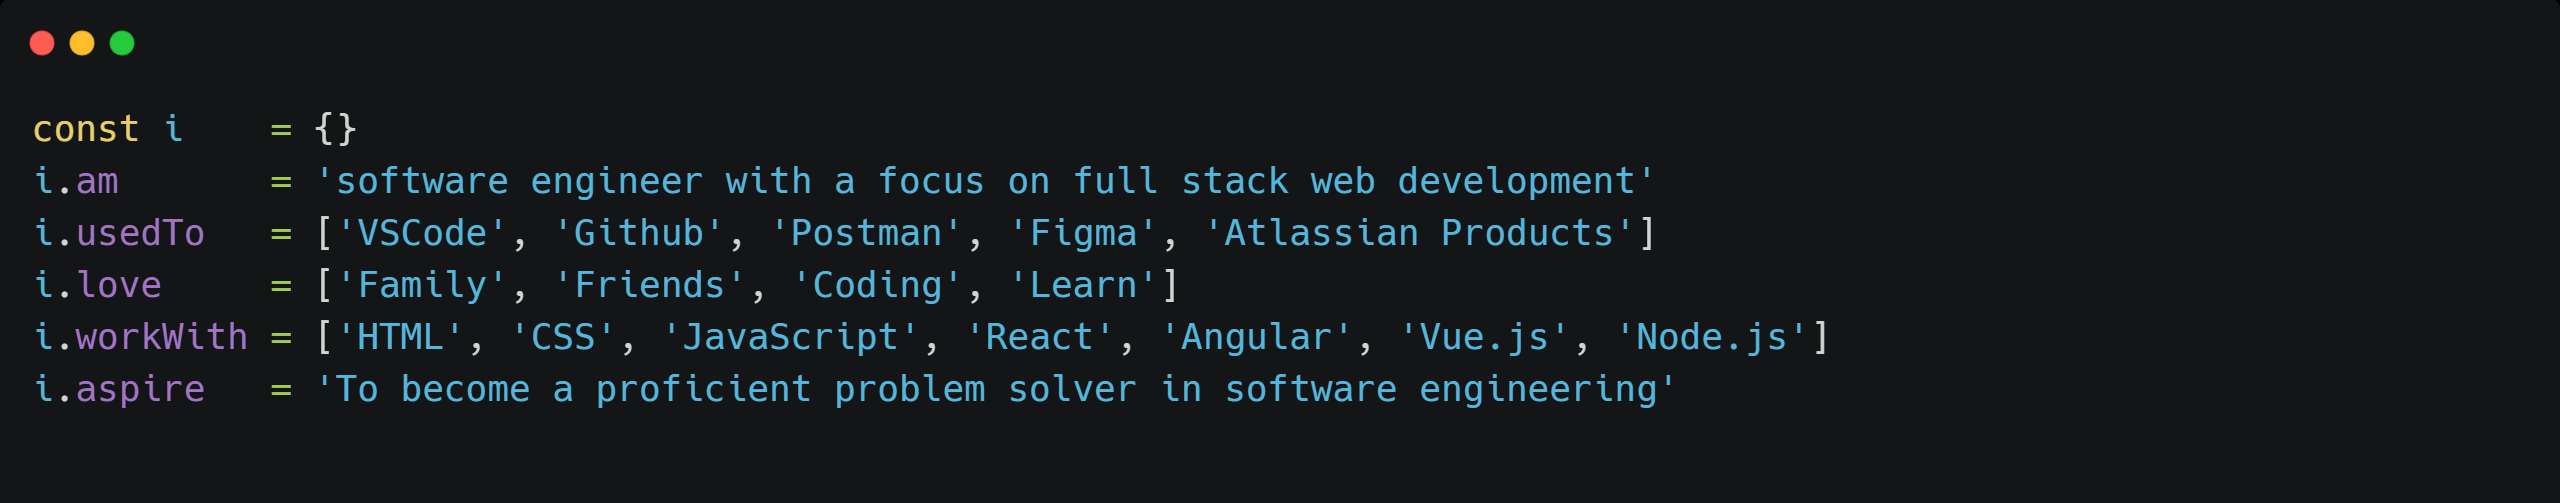 const i    = {}
i.am       = 'software engineer with a focus on full stack web development'
i.usedTo   = ['VSCode', 'Github', 'Postman', 'Figma', 'Atlassian Products']
i.love     = ['Family', 'Friends', 'Coding', 'Learn']
i.workWith = ['HTML', 'CSS', 'JavaScript', 'React', 'Angular', 'Vue.js', 'Node.js']
i.aspire   = 'To become a proficient problem solver in software engineering'